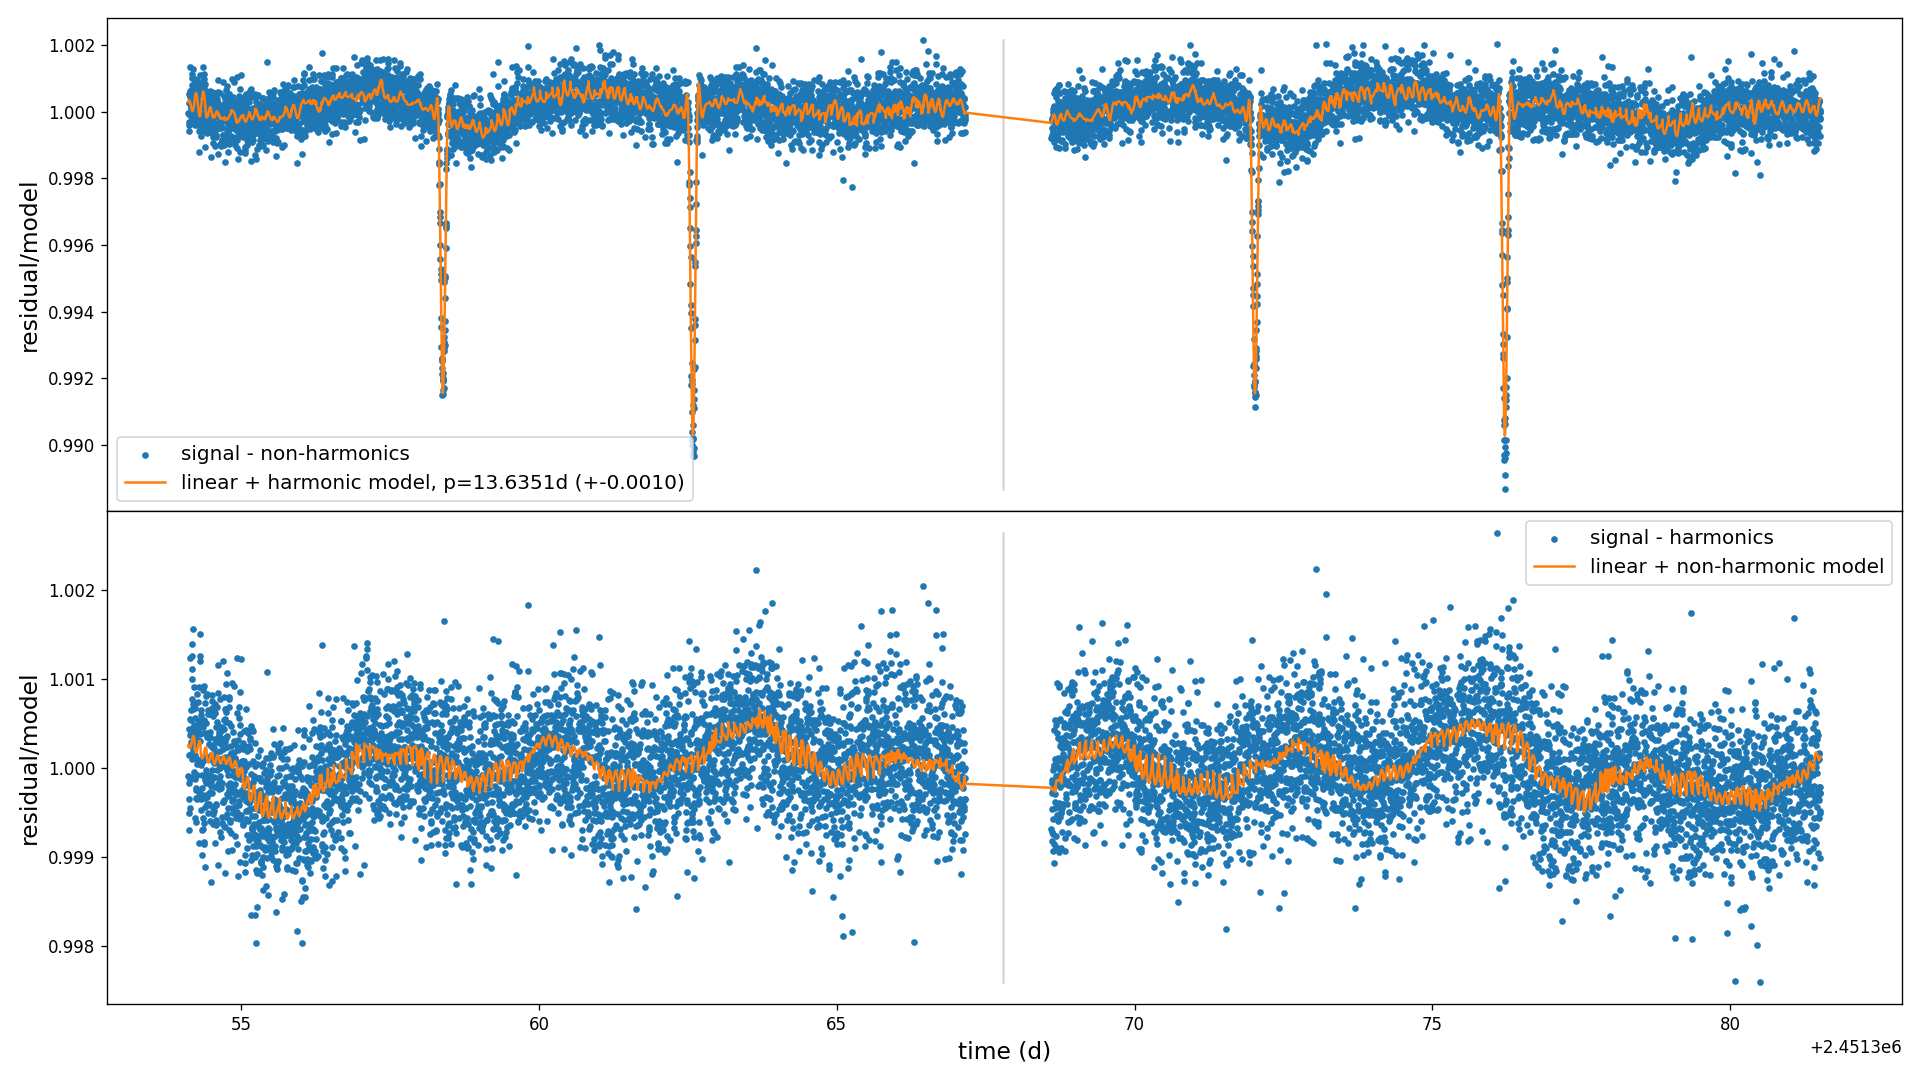 1.002
1.000
0.998
0.996
0.994
0.992
0.990
residual/model
signal - non-harmonics
linear + harmonic model, p=13.6351d (+-0.0010)
signal - harmonics
linear + non-harmonic model
1.002
1.001
1.000
0.999
0.998
residual/model
55
60
65
70
75
80
time (d)
+2.4513e6